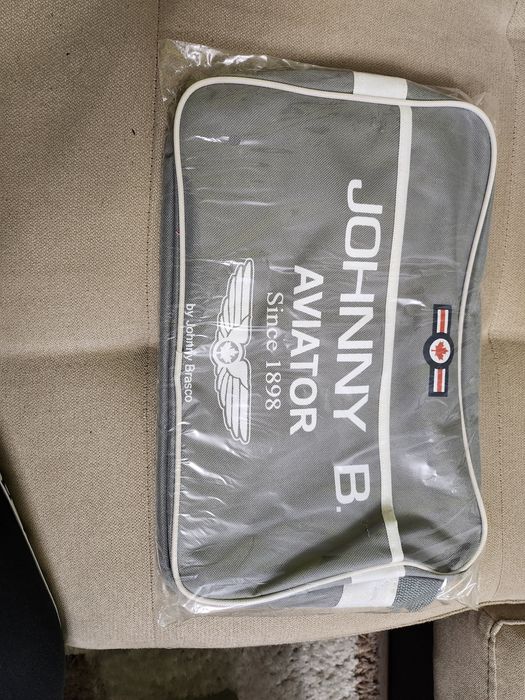 JOHNNY B.
AVIATOR
Since 1898
by Johnny Brasco